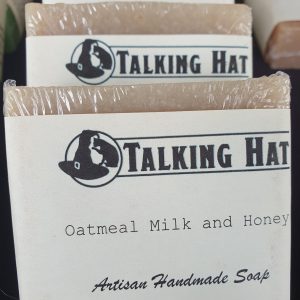 TALKING HAT
TALKING HAT
Oatmeal Milk and Honey
Artisan Handmade Soap